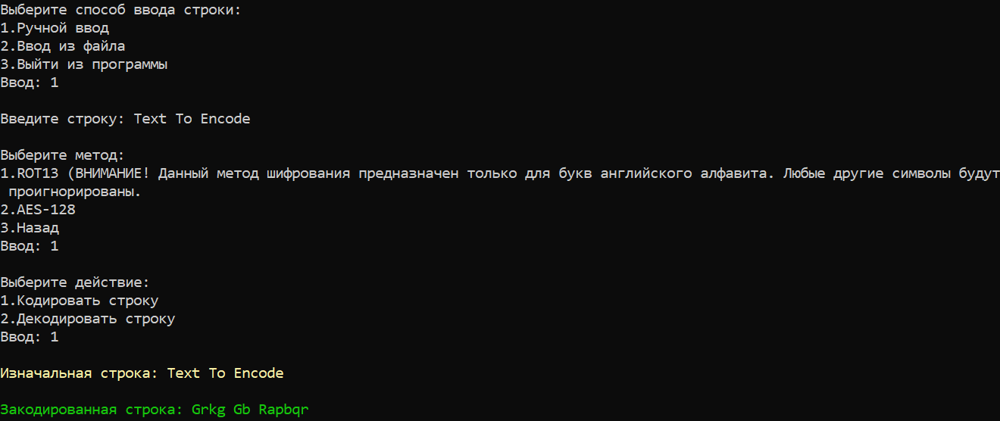 Выберите способ ввода строки:
1.Ручной ввод
2.Ввод из файла
3.Выйти из программы
Ввод: 1
Введите строку: Text To Encode
Выберите метод:
1.ROT13 (ВНИМАНИЕ! Данный метод шифрования предназначен только для букв английского алфавита. Любые другие символы будут
проигнорированы.
2.AES-128
3.Назад
Ввод: 1
Выберите действие:
1.Кодировать строку
2.Декодировать строку
Ввод: 1
Изначальная строка: Text To Encode
Закодированная строка: Grkg Gb Rapbqr